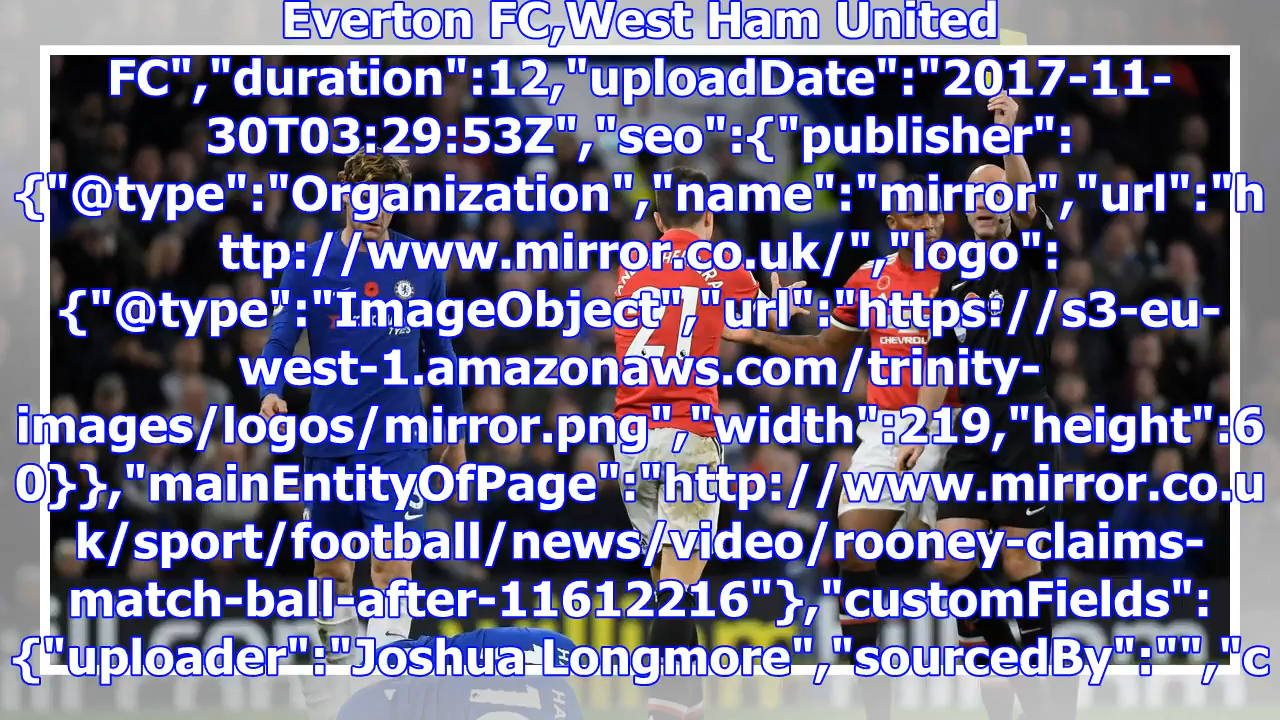 Everton FC,West Ham United
FC","duration":12,"uploadDate":"2017-11-
30T03:29:53Z","seo":{"publisher":
{"@type":"Organization","name":"mirror","url":"h
ttp://www.mirror.co.uk/","logo":
{"@type":"ImageObject","url":"https://s3-eu-
west-1.amazonaws.com/trinity-
images/logos/mirror.png","width":219,"height":6
0}},"mainEntityOfPage":"http://www.mirror.co.u
k/sport/football/news/video/rooney-claims-
match-ball-after-11612216"},"customFields":
{"uploader":"Joshua Longmore","sourcedBy":"","c
21
CHEVROLET